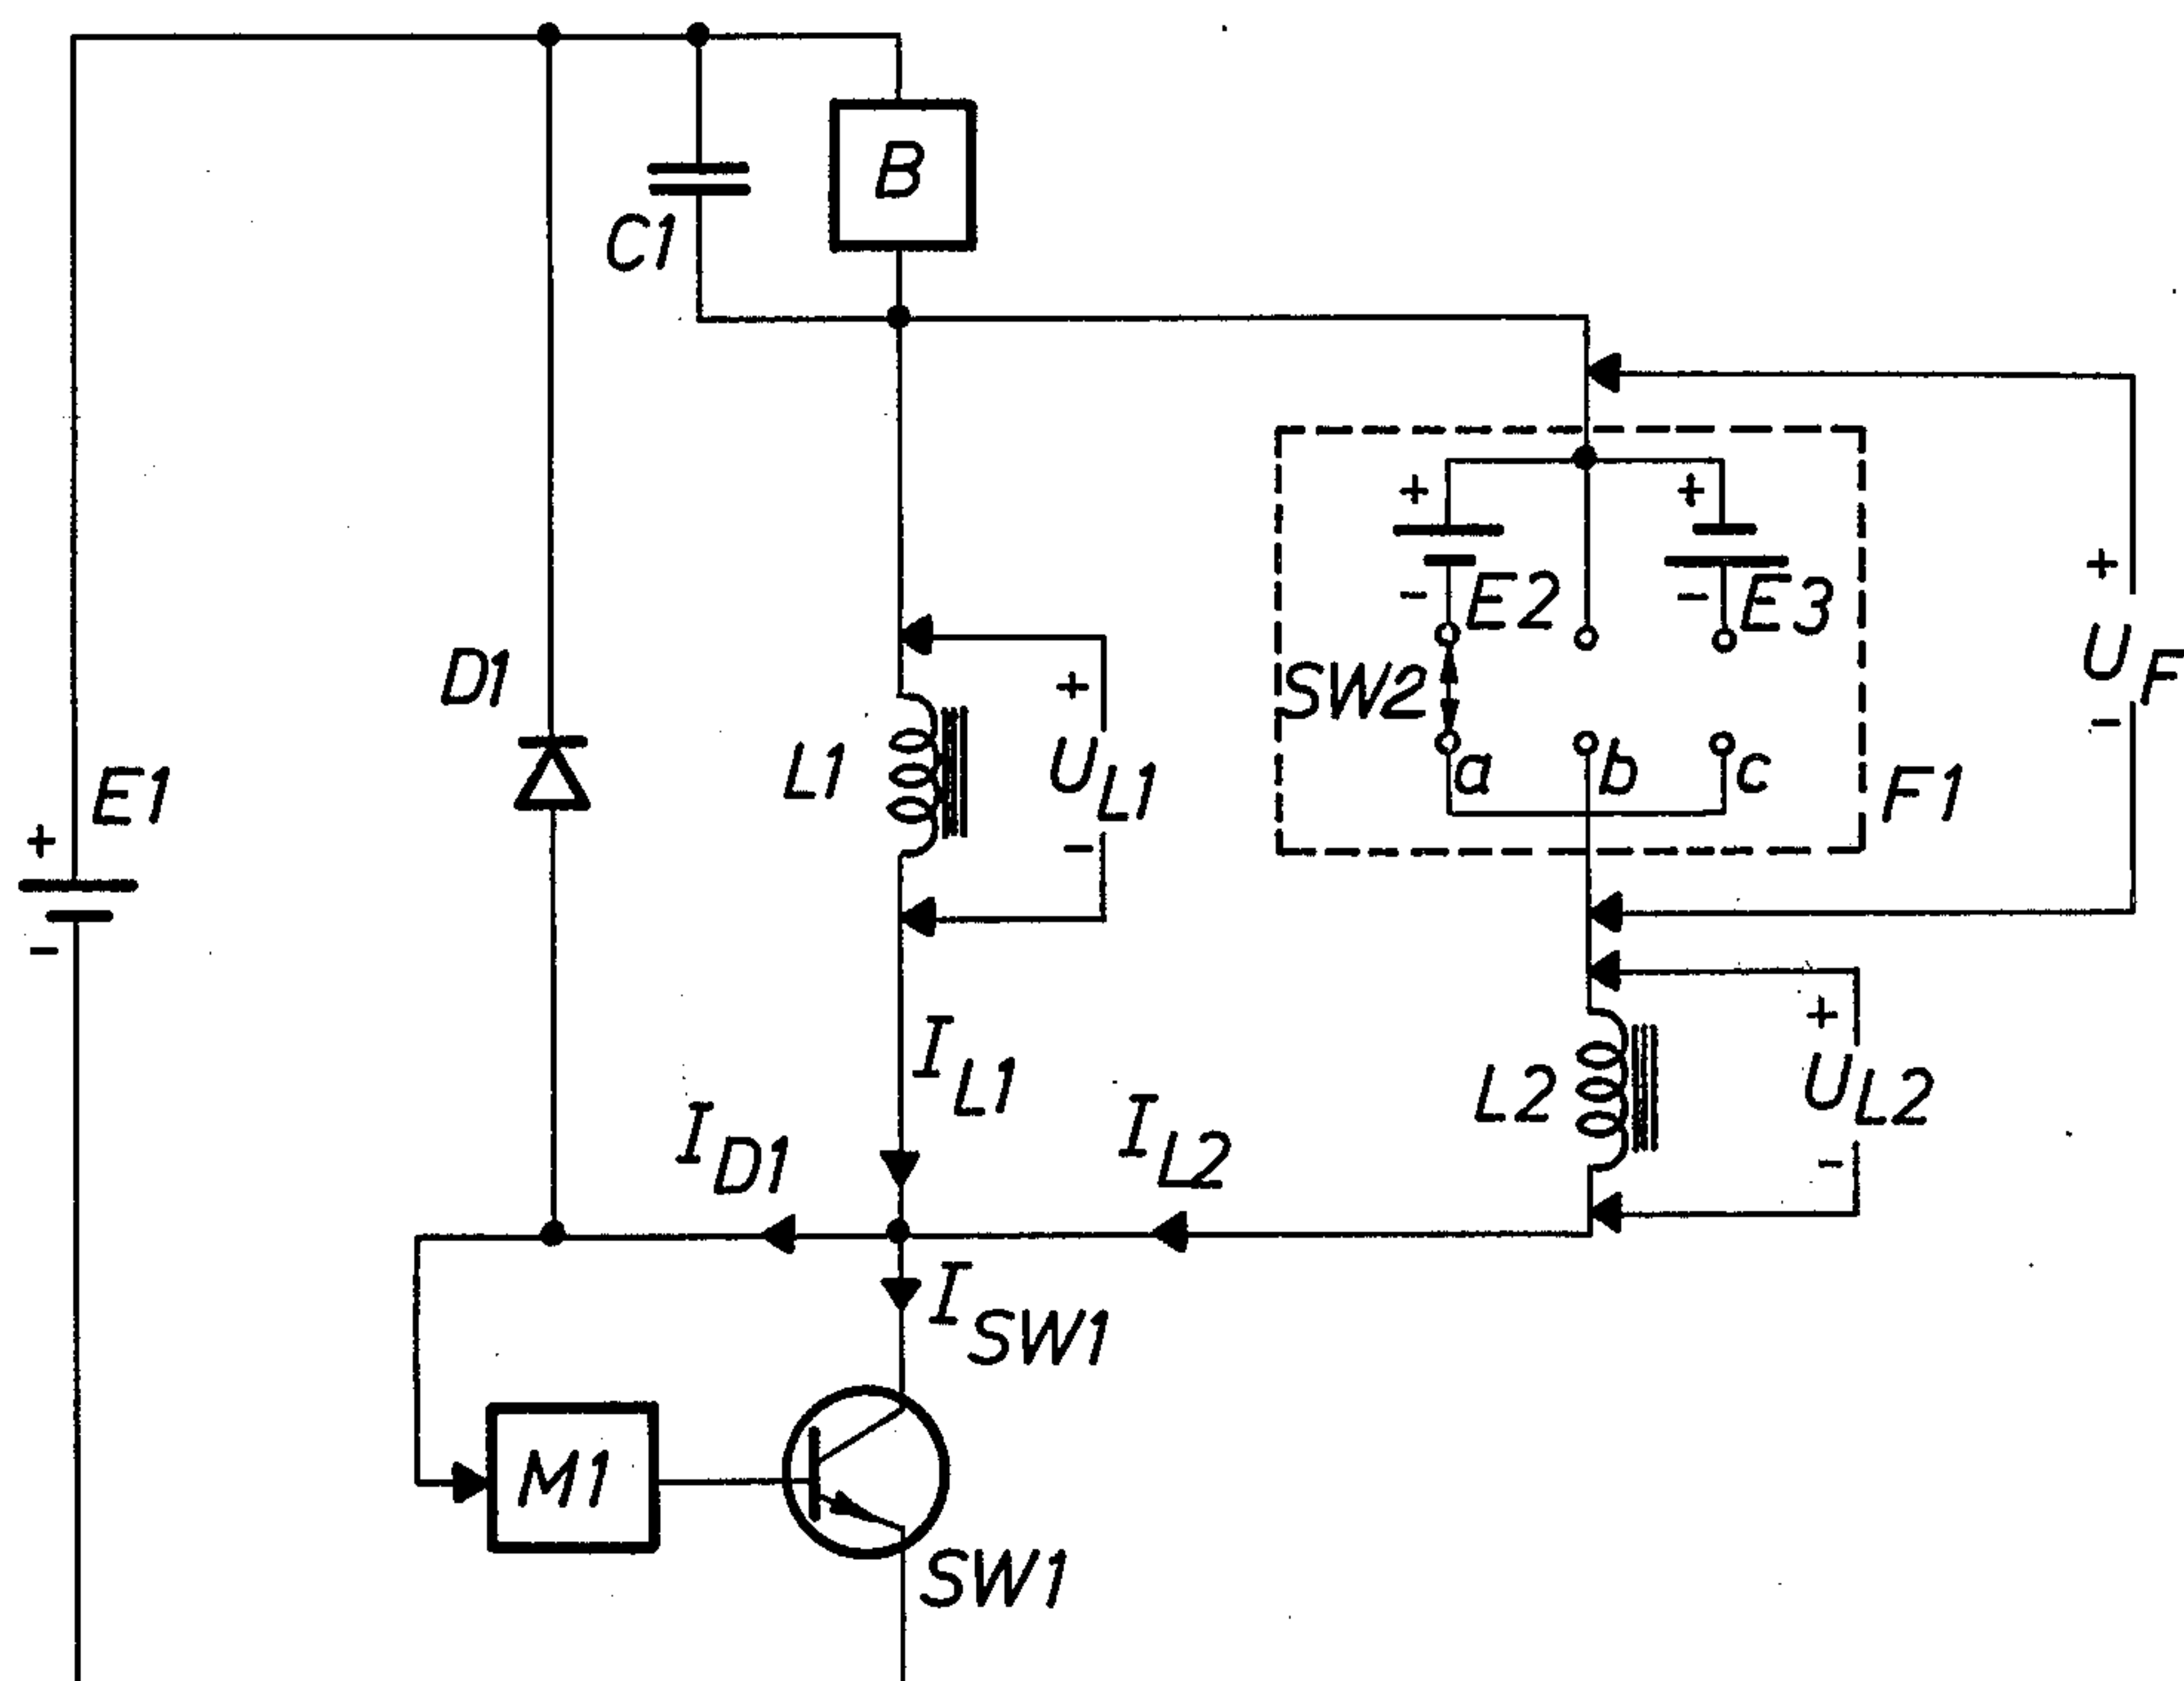 B
C1
+
+
E2
E3
-
-
+
U F
-
SW2
a
b
c
F1
D1
L1
+
U L1
-
E1
+
-
I L1
I D1
I L2
L2
+
U L2
-
I SW1
M1
SW1